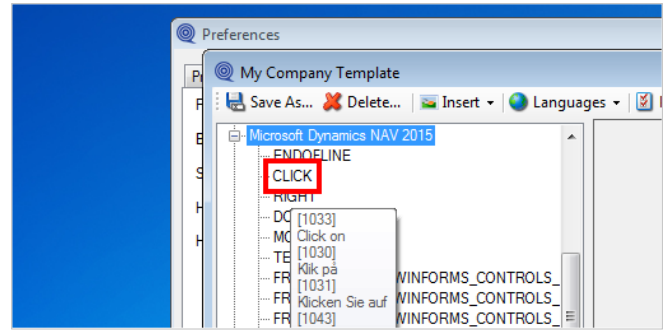 Preferences
My Company Template
Save As... Delete... Insert Languages
Microsoft Dynamics NAV 2015
ENDOFLINE
CLICK
RIGHT
[1033]
Click on
[1030]
Klik på
[1031]
Klicken Sie auf
[1043]
WINFORMS_CONTROLS_
WINFORMS_CONTROLS_
FR WINFORMS_CONTROLS_